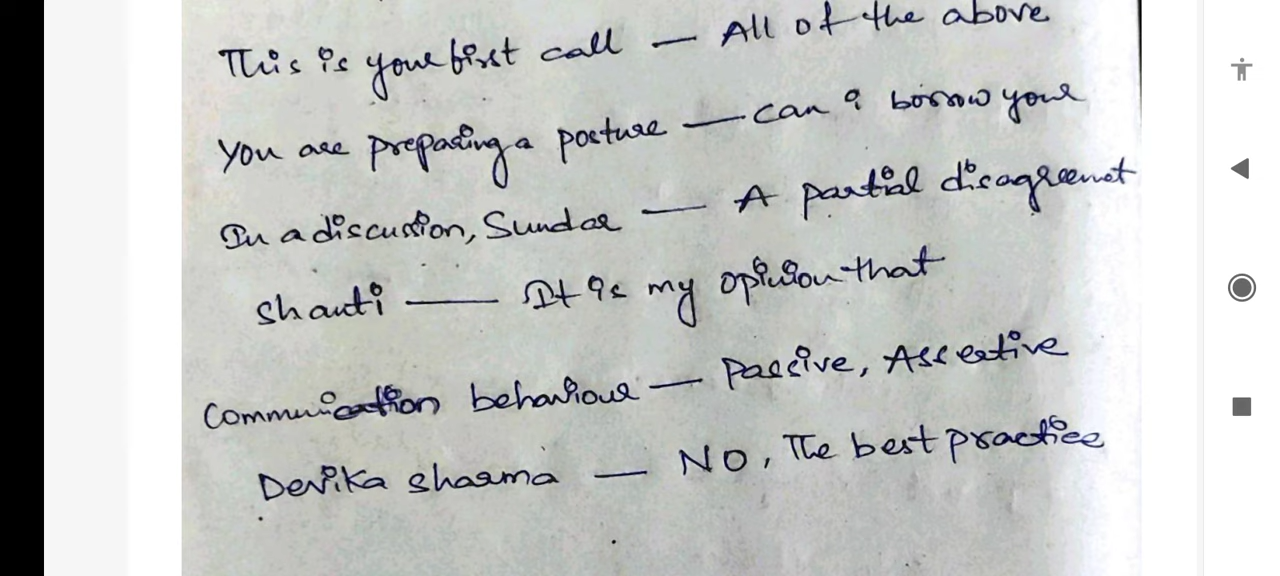 This is your first call — All of the above
You are preparing a posture — can i borrow your
In a discussion, Sundar — A partial disagreemet
Shanti — It is my opinion that
Communication behaviour — Passive, Assertive
Devika Sharma — NO, The best practice